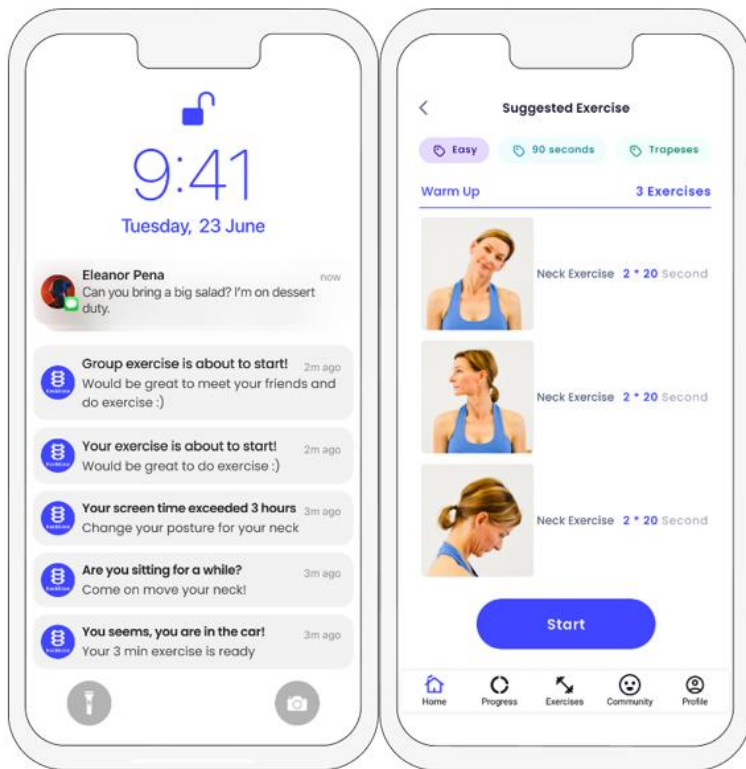 9:41
Tuesday, 23 June
Eleanor Pena now
Can you bring a big salad? I'm on dessert
duty.
Group exercise is about to start! 2m ago
Would be great to meet your friends and
do exercise :)
Your exercise is about to start! 2m ago
Would be great to do exercise :)
Your screen time exceeded 3 hours 3m ago
Change your posture for your neck
Are you sitting for a while? 3m ago
Come on move your neck!
You seems, you are in the car! 3m ago
Your 3 min exercise is ready
Suggested Exercise
Easy 90 seconds Trapeses
Warm Up 3 Exercises
Neck Exercise 2 * 20 Second
Neck Exercise 2 * 20 Second
Neck Exercise 2 * 20 Second
Start
Home Progress Exercises Community Profile